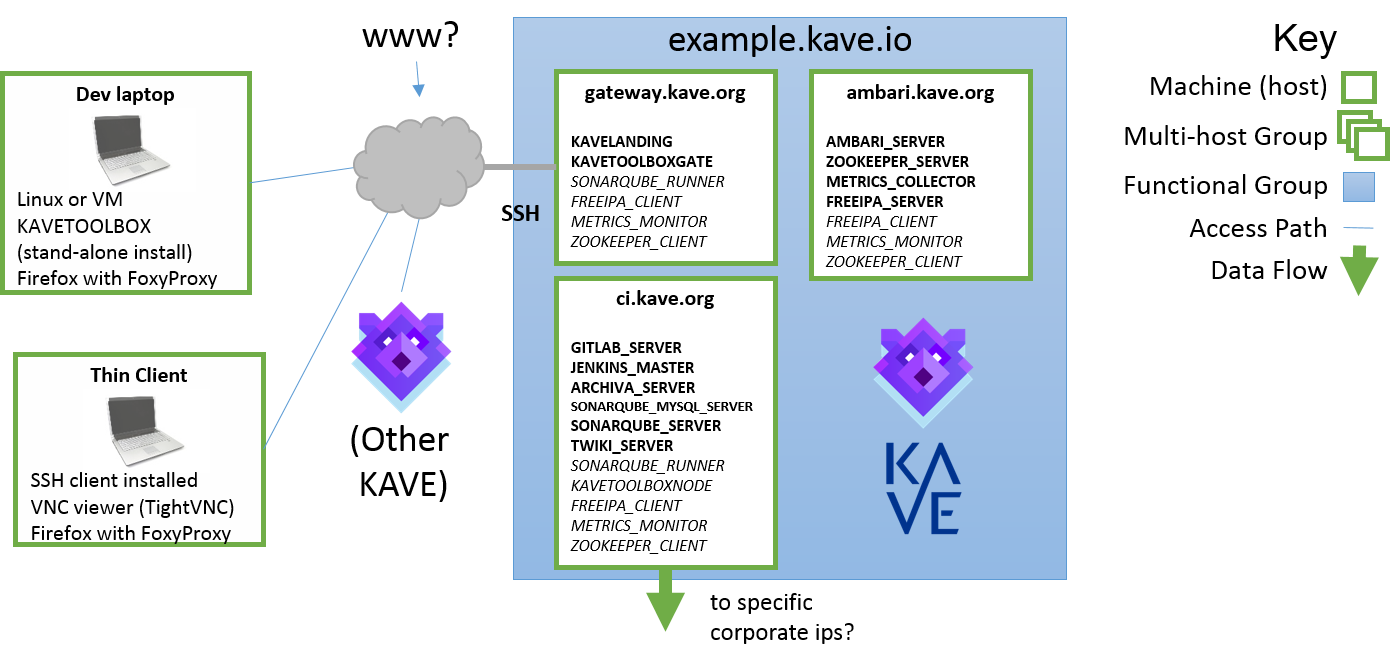 www?
example.kave.io
Key
Dev laptop
Linux or VM
KAVETOOLBOX
(stand-alone install)
Firefox with FoxyProxy
Thin Client
SSH client installed
VNC viewer (TightVNC)
Firefox with FoxyProxy
(Other
KAVE)
SSH
gateway.kave.org
KAVELANDING
KAVETOOLBOXGATE
SONARQUBE_RUNNER
FREEIPA_CLIENT
METRICS_MONITOR
ZOOKEEPER_CLIENT
ambari.kave.org
AMBARI_SERVER
ZOOKEEPER_SERVER
METRICS_COLLECTOR
FREEIPA_SERVER
FREEIPA_CLIENT
METRICS_MONITOR
ZOOKEEPER_CLIENT
ci.kave.org
GITLAB_SERVER
JENKINS_MASTER
ARCHIVA_SERVER
SONARQUBE_MYSQL_SERVER
SONARQUBE_SERVER
TWIKI_SERVER
SONARQUBE_RUNNER
KAVETOOLBOXNODE
FREEIPA_CLIENT
METRICS_MONITOR
ZOOKEEPER_CLIENT
KA
VE
to specific
corporate ips?
Machine (host)
Multi-host Group
Functional Group
Access Path
Data Flow